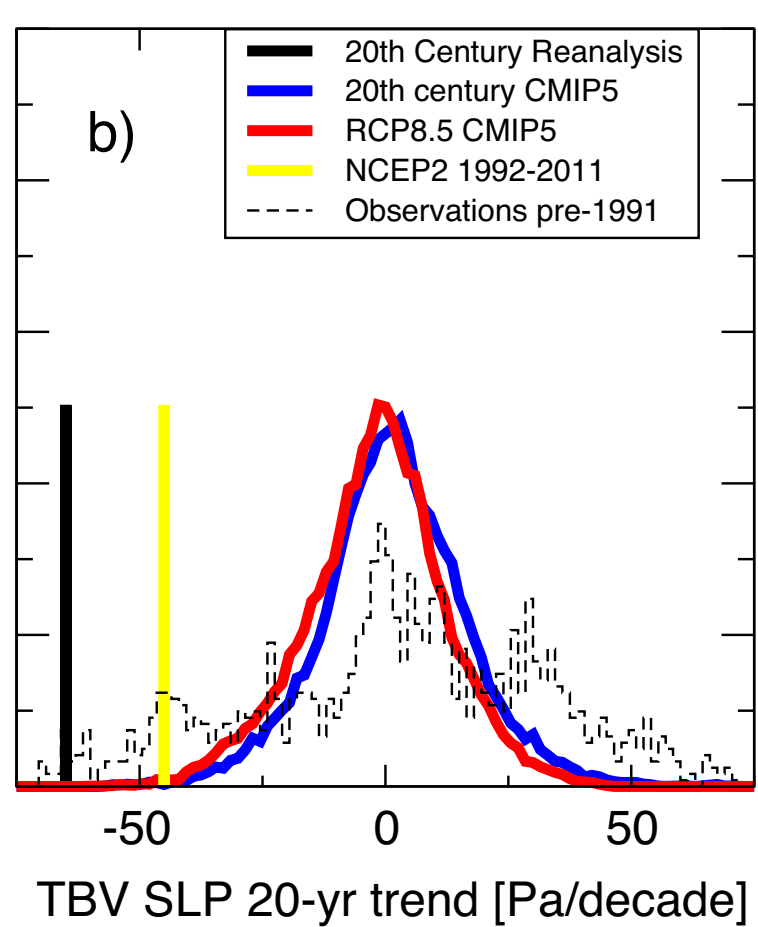 b)
20th Century Reanalysis
20th century CMIP5
RCP8.5 CMIP5
NCEP2 1992-2011
Observations pre-1991
-50 0 50
TBV SLP 20-yr trend [Pa/decade]